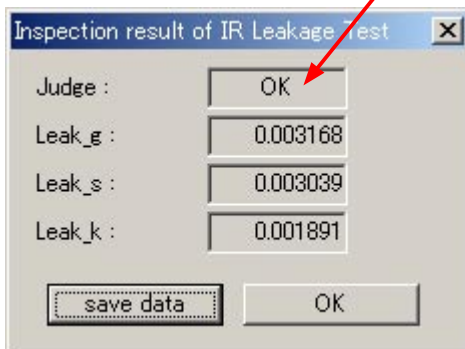 Inspection result of IR Leakage Test
Judge : OK
Leak_g : 0.003168
Leak_s : 0.003039
Leak_k : 0.001891
save data OK